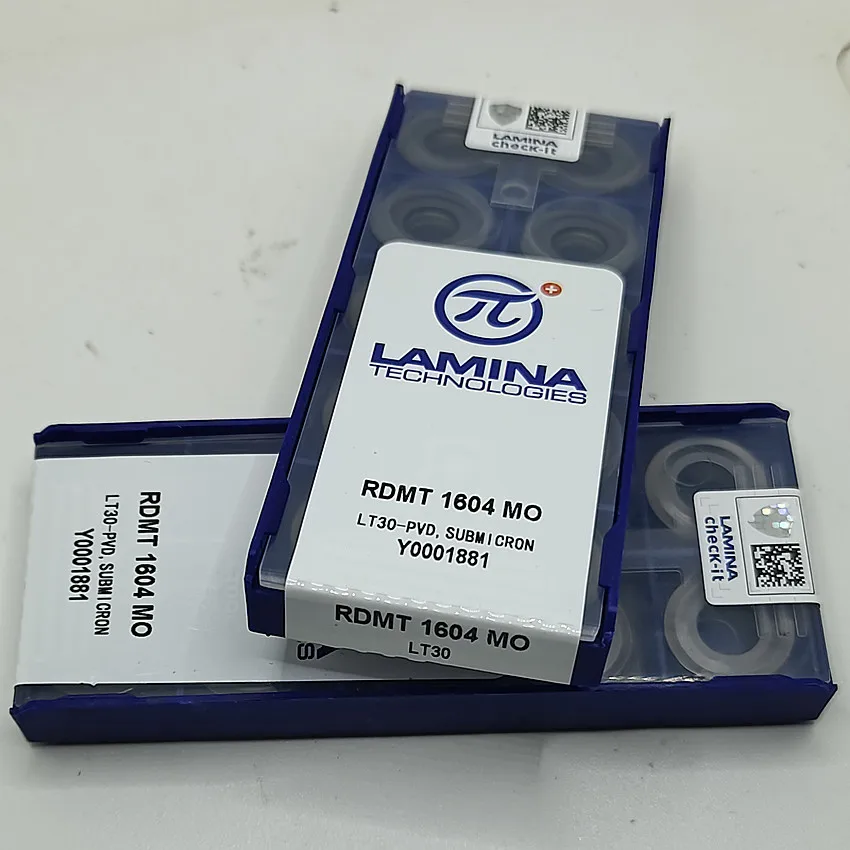 LAMINA
check-it
π
LAMINA
TECHNOLOGIES
RDMT 1604 MO
LT30-PVD, SUBMICRON
Y0001881
RDMT 1604 MO
LT30
RDMT 1604 MO
LT30-PVD SUBMICRON
Y0001881
LAMINA
check-it